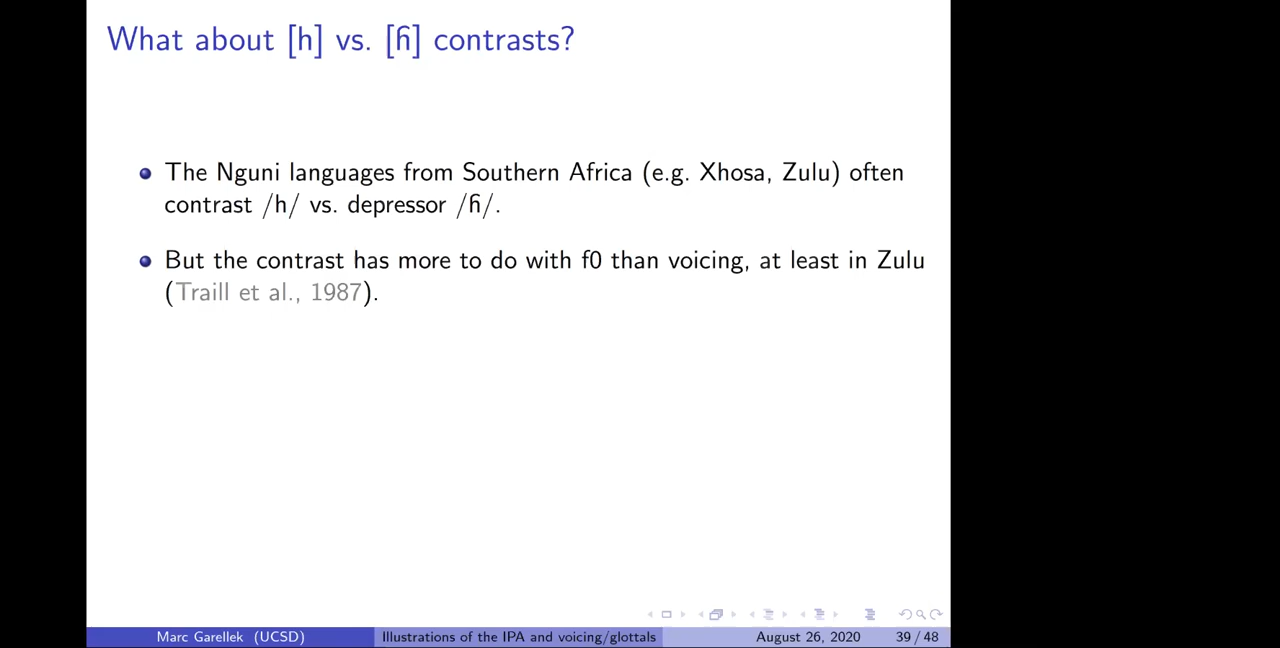 What about [h] vs. [ɦ] contrasts?
The Nguni languages from Southern Africa (e.g. Xhosa, Zulu) often
contrast /h/ vs. depressor /ɦ/.
But the contrast has more to do with f0 than voicing, at least in Zulu
(Traill et al., 1987).
Marc Garellek (UCSD) Illustrations of the IPA and voicing/glottals August 26, 2020 39 / 48